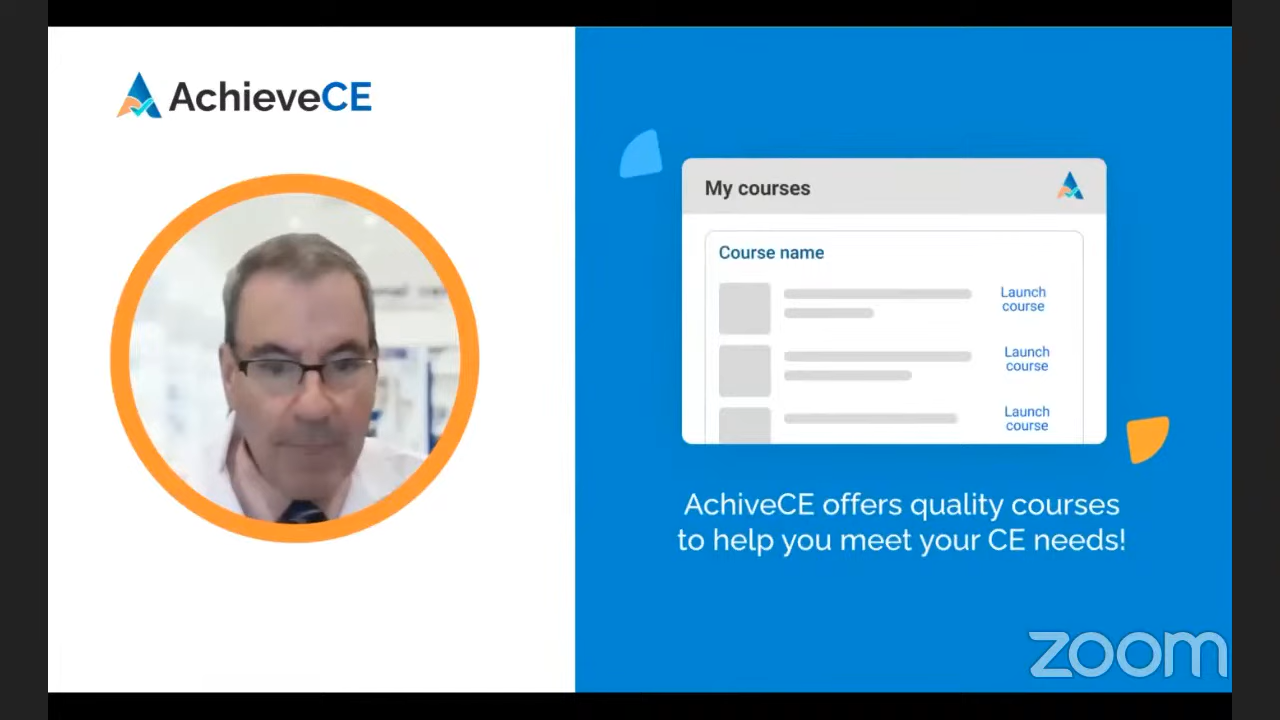 AchieveCE
My courses
Course name
Launch
course
Launch
course
Launch
course
AchiveCE offers quality courses
to help you meet your CE needs!
zoom